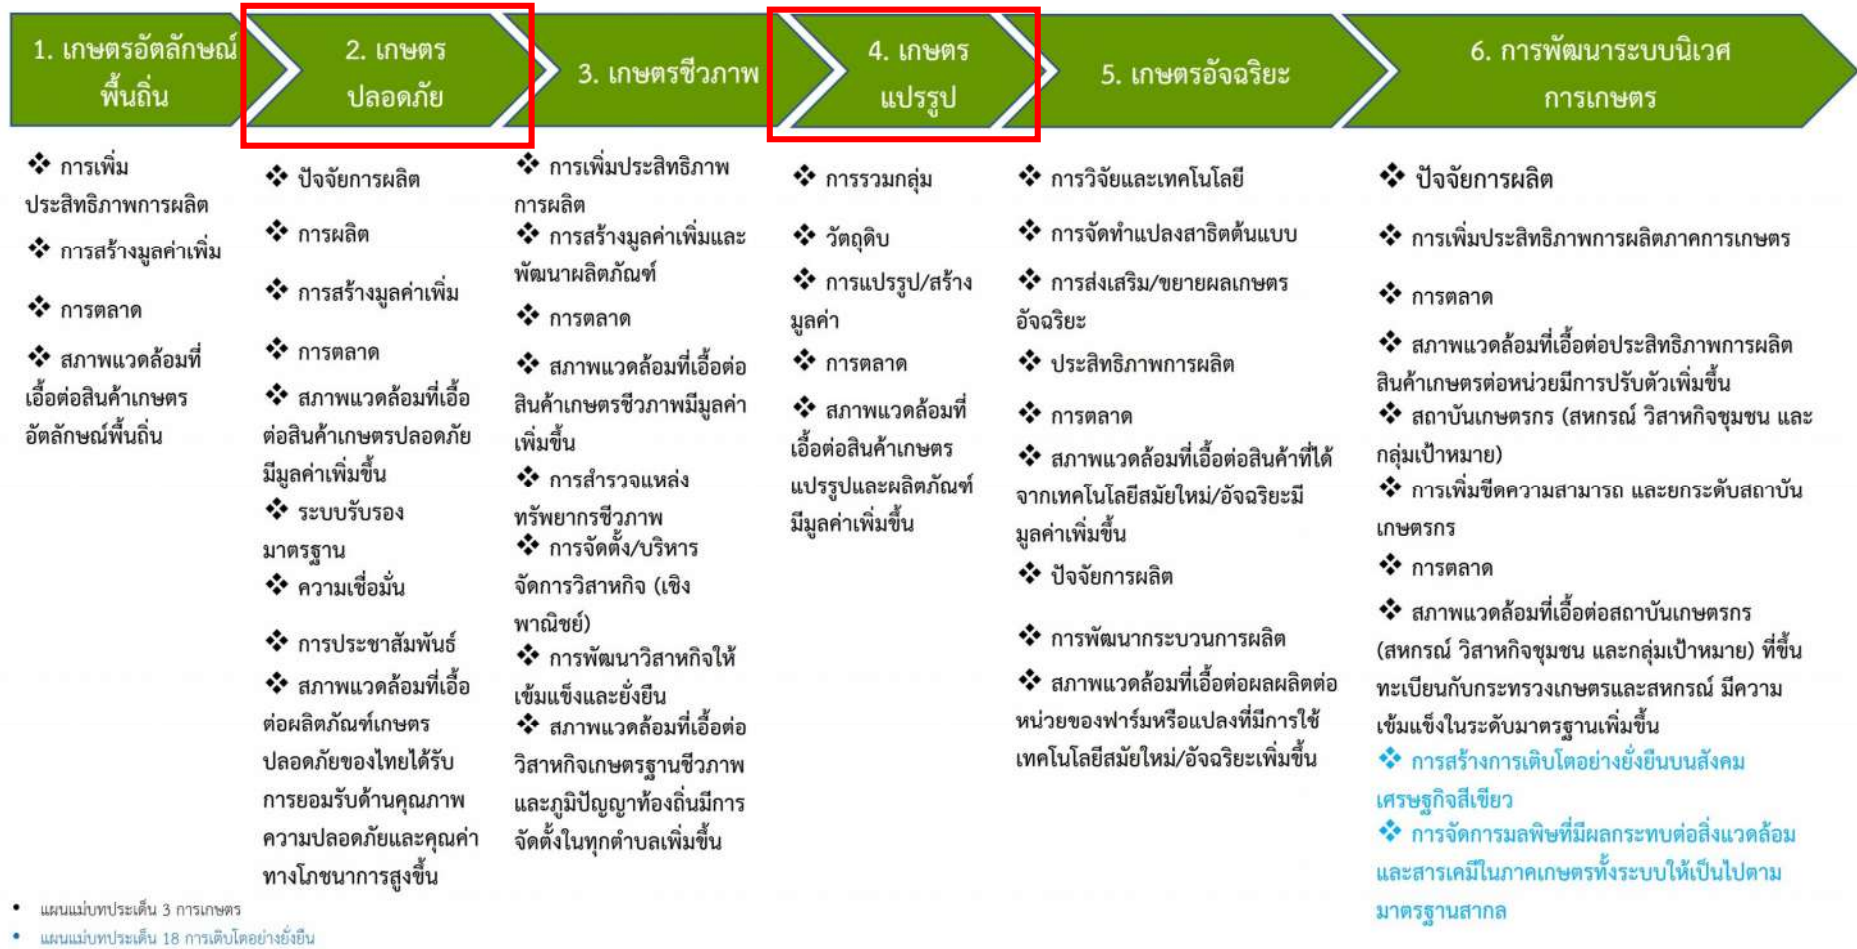 1. เกษตรอัตลักษณ์
พื้นถิ่น
2. เกษตร
ปลอดภัย
3. เกษตรชีวภาพ
4. เกษตร
แปรรูป
5. เกษตรอัจฉริยะ
6. การพัฒนาระบบนิเวศ
การเกษตร
❖ การเพิ่ม
ประสิทธิภาพการผลิต
❖ การสร้างมูลค่าเพิ่ม
❖ การตลาด
❖ สภาพแวดล้อมที่
เอื้อต่อสินค้าเกษตร
อัตลักษณ์พื้นถิ่น
❖ ปัจจัยการผลิต
❖ การผลิต
❖ การสร้างมูลค่าเพิ่ม
❖ การตลาด
❖ สภาพแวดล้อมที่เอื้อ
ต่อสินค้าเกษตรปลอดภัย
มีมูลค่าเพิ่มขึ้น
❖ ระบบรับรอง
มาตรฐาน
❖ ความเชื่อมั่น
❖ การประชาสัมพันธ์
❖ สภาพแวดล้อมที่เอื้อ
ต่อผลิตภัณฑ์เกษตร
ปลอดภัยของไทยได้รับ
การยอมรับด้านคุณภาพ
ความปลอดภัยและคุณค่า
ทางโภชนาการสูงขึ้น
❖ การเพิ่มประสิทธิภาพ
การผลิต
❖ การสร้างมูลค่าเพิ่มและ
พัฒนาผลิตภัณฑ์
❖ การตลาด
❖ สภาพแวดล้อมที่เอื้อต่อ
สินค้าเกษตรชีวภาพมีมูลค่า
เพิ่มขึ้น
❖ การสำรวจแหล่ง
ทรัพยากรชีวภาพ
❖ การจัดตั้ง/บริหาร
จัดการวิสาหกิจ (เชิง
พาณิชย์)
❖ การพัฒนาวิสาหกิจให้
เข้มแข็งและยั่งยืน
❖ สภาพแวดล้อมที่เอื้อต่อ
วิสาหกิจเกษตรฐานชีวภาพ
และภูมิปัญญาท้องถิ่นมีการ
จัดตั้งในทุกตำบลเพิ่มขึ้น
❖ การรวมกลุ่ม
❖ วัตถุดิบ
❖ การแปรรูป/สร้าง
มูลค่า
❖ การตลาด
❖ สภาพแวดล้อมที่
เอื้อต่อสินค้าเกษตร
แปรรูปและผลิตภัณฑ์
มีมูลค่าเพิ่มขึ้น
❖ การวิจัยและเทคโนโลยี
❖ การจัดทำแปลงสาธิตต้นแบบ
❖ การส่งเสริม/ขยายผลเกษตร
อัจฉริยะ
❖ ประสิทธิภาพการผลิต
❖ การตลาด
❖ สภาพแวดล้อมที่เอื้อต่อสินค้าที่ได้
จากเทคโนโลยีสมัยใหม่/อัจฉริยะมี
มูลค่าเพิ่มขึ้น
❖ ปัจจัยการผลิต
❖ การพัฒนากระบวนการผลิต
❖ สภาพแวดล้อมที่เอื้อต่อผลผลิตต่อ
หน่วยของฟาร์มหรือแปลงที่มีการใช้
เทคโนโลยีสมัยใหม่/อัจฉริยะเพิ่มขึ้น
❖ ปัจจัยการผลิต
❖ การเพิ่มประสิทธิภาพการผลิตภาคการเกษตร
❖ การตลาด
❖ สภาพแวดล้อมที่เอื้อต่อประสิทธิภาพการผลิต
สินค้าเกษตรต่อหน่วยมีการปรับตัวเพิ่มขึ้น
❖ สถาบันเกษตรกร (สหกรณ์ วิสาหกิจชุมชน และ
กลุ่มเป้าหมาย)
❖ การเพิ่มขีดความสามารถ และยกระดับสถาบัน
เกษตรกร
❖ การตลาด
❖ สภาพแวดล้อมที่เอื้อต่อสถาบันเกษตรกร
(สหกรณ์ วิสาหกิจชุมชน และกลุ่มเป้าหมาย) ที่ขึ้น
ทะเบียนกับกระทรวงเกษตรและสหกรณ์ มีความ
เข้มแข็งในระดับมาตรฐานเพิ่มขึ้น
❖ การสร้างการเติบโตอย่างยั่งยืนบนสังคม
เศรษฐกิจสีเขียว
❖ การจัดการมลพิษที่มีผลกระทบต่อสิ่งแวดล้อม
และสารเคมีในภาคเกษตรทั้งระบบให้เป็นไปตาม
มาตรฐานสากล
• แผนแม่บทประเด็น 3 การเกษตร
• แผนแม่บทประเด็น 18 การเติบโตอย่างยั่งยืน